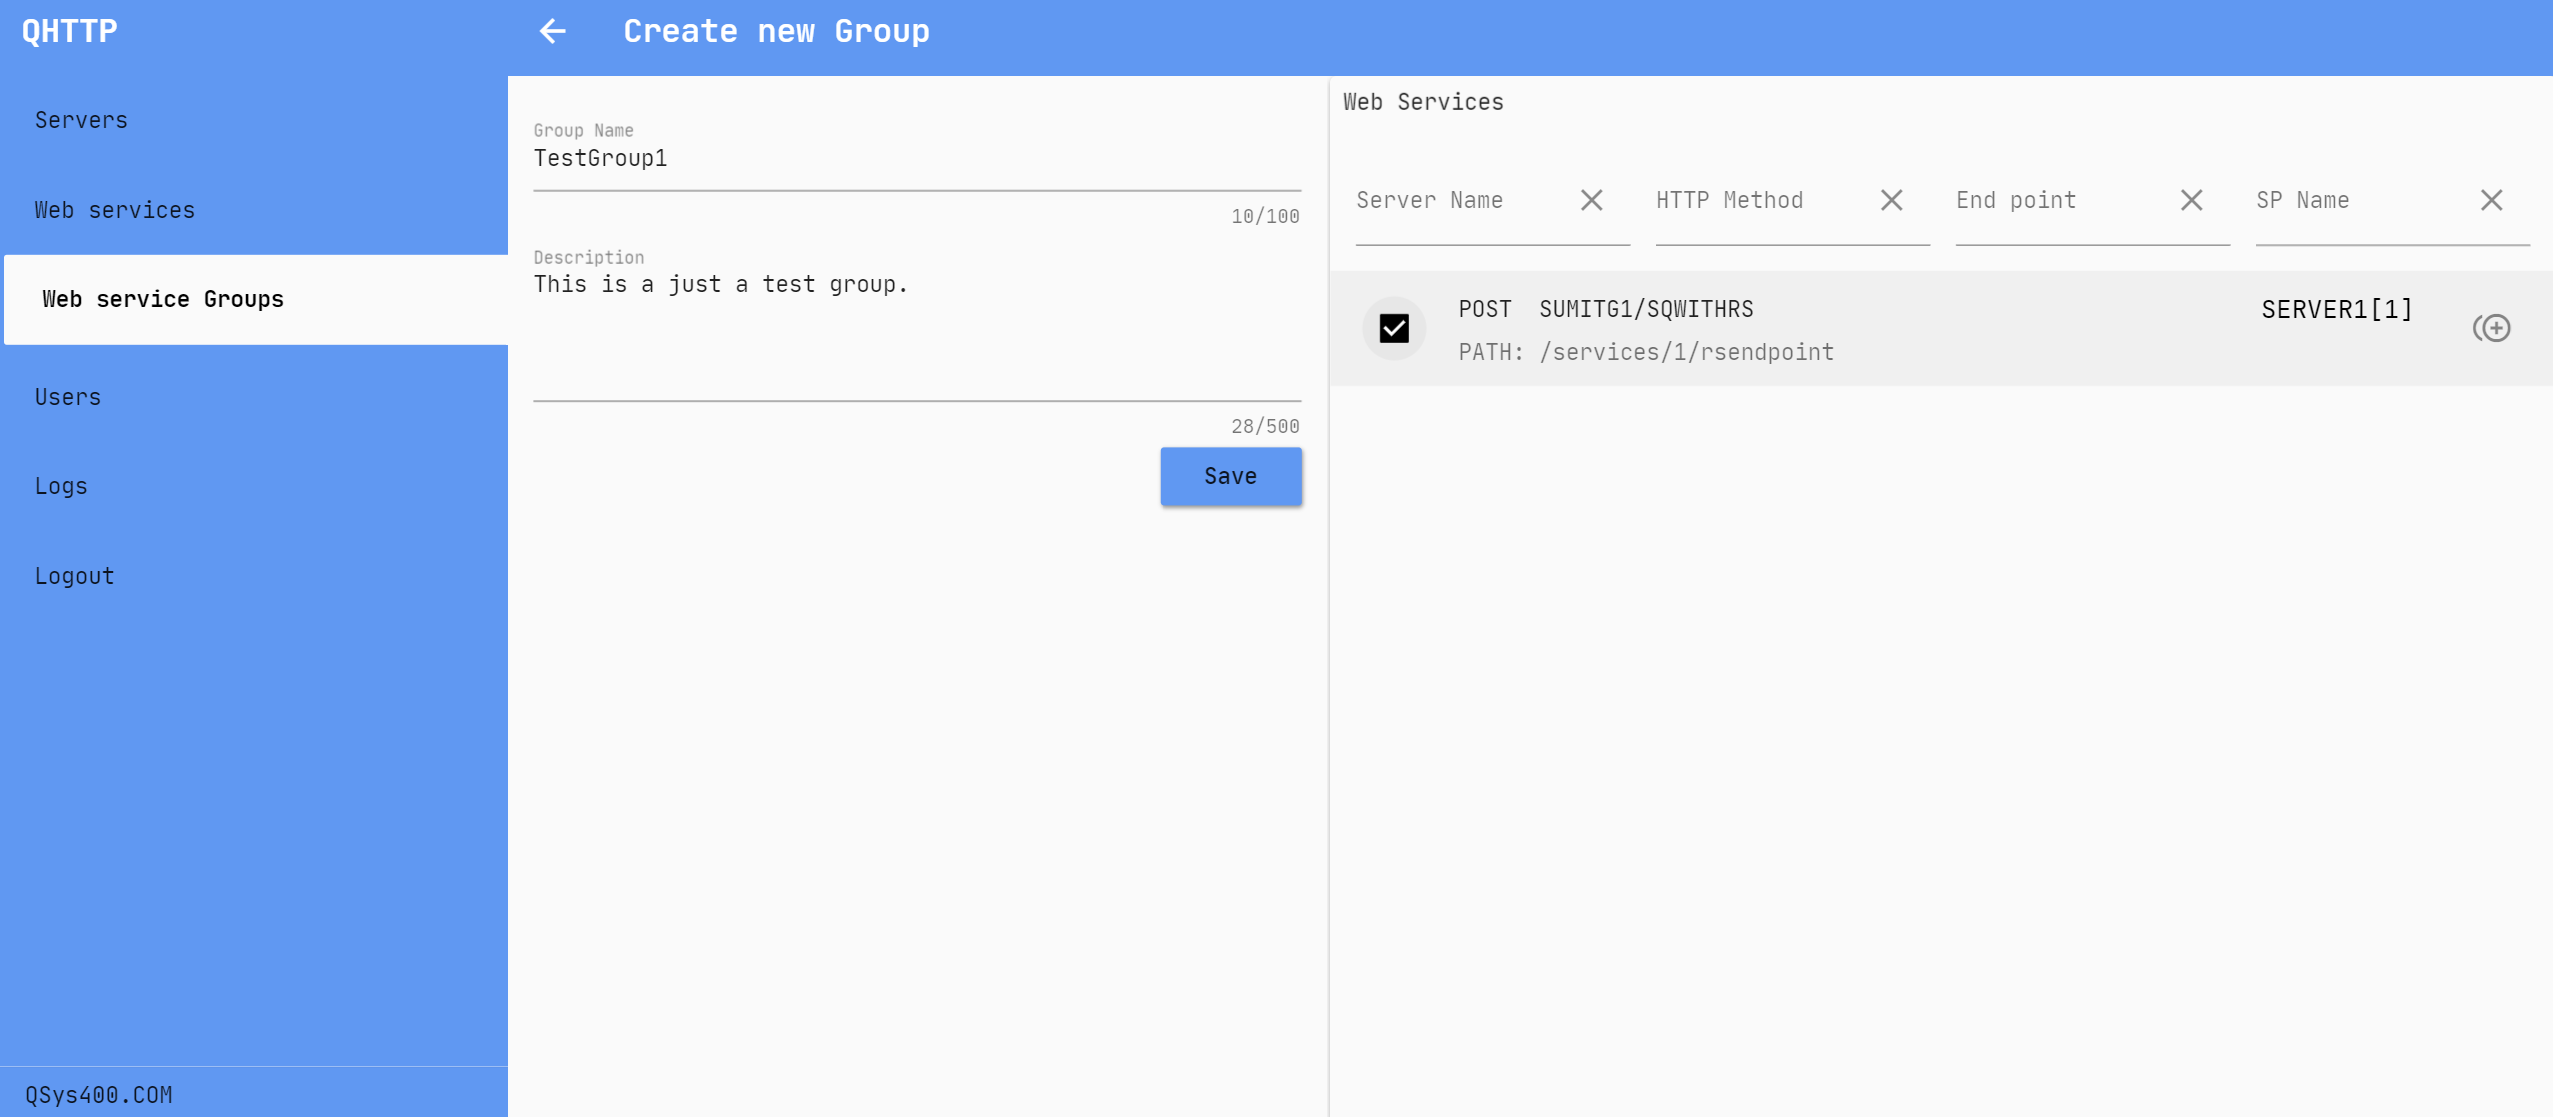 QHTTP
Create new Group
Servers
Web services
Web service Groups
Users
Logs
Logout
QSys400.COM
Group Name
TestGroup1
10/100
Description
This is a just a test group.
28/500
Save
Web Services
Server Name
HTTP Method
End point
SP Name
POST SUMITG1/SQWITHRS
SERVER1[1]
PATH: /services/1/rsendpoint